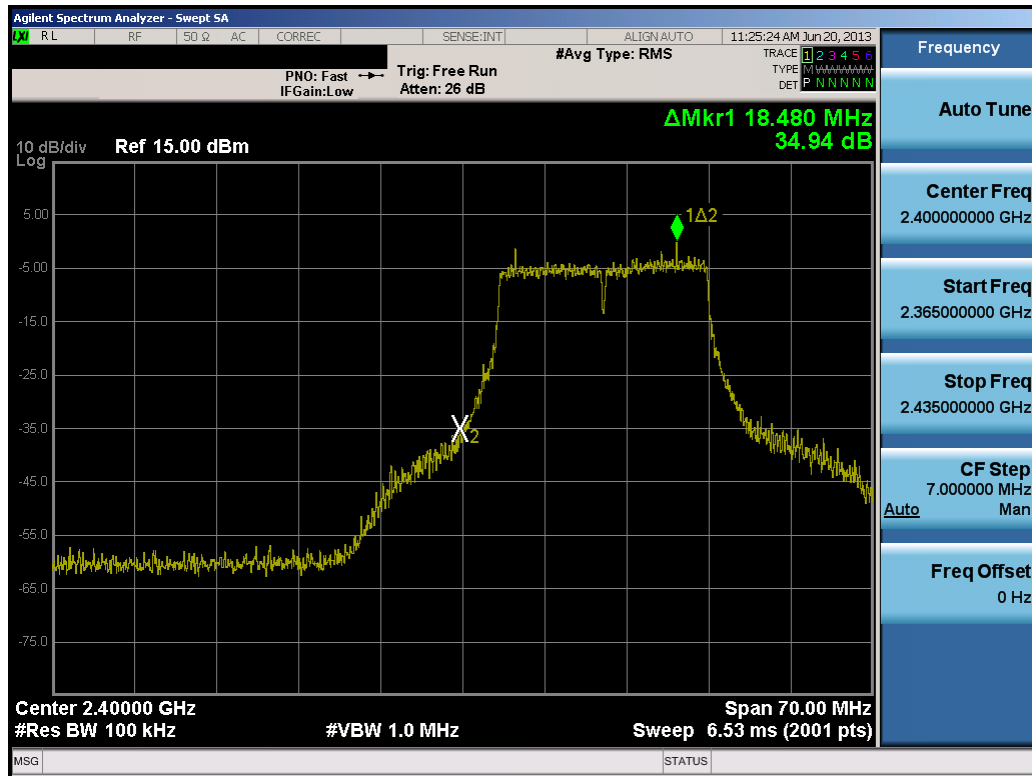 Agilent Spectrum Analyzer - Swept SA
LXI RL RF 50 Ω AC CORREC SENSE:INT ALIGN AUTO 11:25:24 AM Jun 20, 2013
Frequency
PNO: Fast
IFGain:Low
Trig: Free Run
Atten: 26 dB
#Avg Type: RMS
TRACE 1 2 3 4 5 6
TYPE M WWWWW
DET P N N N N N
Auto Tune
ΔMkr1 18.480 MHz
34.94 dB
10 dB/div Ref 15.00 dBm
Log
1Δ2
2
5.00
-5.00
-15.0
-25.0
-35.0
-45.0
-55.0
-65.0
-75.0
Center Freq
2.400000000 GHz
Start Freq
2.365000000 GHz
Stop Freq
2.435000000 GHz
CF Step
7.000000 MHz
Auto Man
Freq Offset
0 Hz
Center 2.40000 GHz Span 70.00 MHz
#Res BW 100 kHz #VBW 1.0 MHz Sweep 6.53 ms (2001 pts)
MSG STATUS